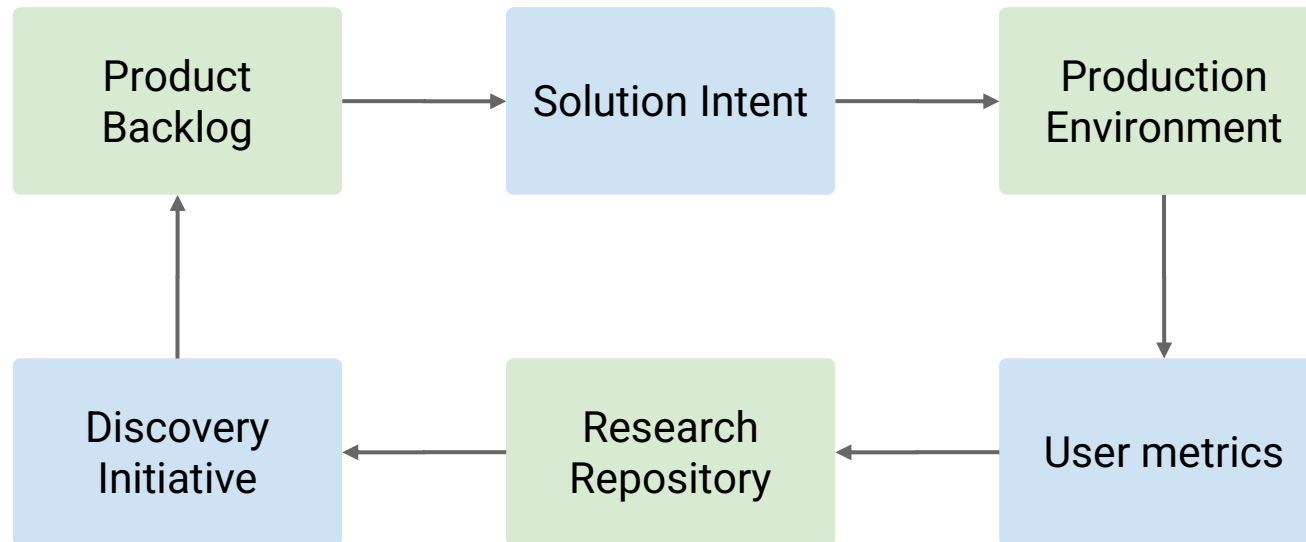 Product
Backlog
Solution Intent
Production
Environment
Discovery
Initiative
Research
Repository
User metrics